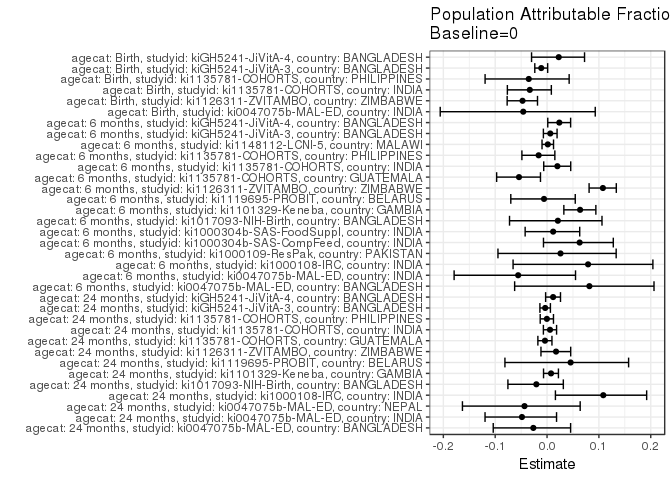 Population Attributable Fractio
Baseline=0
agecat: Birth, studyid: kiGH5241-JiVitA-4, country: BANGLADESH
agecat: Birth, studyid: kiGH5241-JiVitA-3, country: BANGLADESH
agecat: Birth, studyid: ki1135781-COHORTS, country: PHILIPPINES
agecat: Birth, studyid: ki1135781-COHORTS, country: INDIA
agecat: Birth, studyid: ki1126311-ZVITAMBO, country: ZIMBABWE
agecat: Birth, studyid: ki0047075b-MAL-ED, country: INDIA
agecat: 6 months, studyid: kiGH5241-JiVitA-4, country: BANGLADESH
agecat: 6 months, studyid: kiGH5241-JiVitA-3, country: BANGLADESH
agecat: 6 months, studyid: ki1148112-LCNI-5, country: MALAWI
agecat: 6 months, studyid: ki1135781-COHORTS, country: PHILIPPINES
agecat: 6 months, studyid: ki1135781-COHORTS, country: INDIA
agecat: 6 months, studyid: ki1135781-COHORTS, country: GUATEMALA
agecat: 6 months, studyid: ki1126311-ZVITAMBO, country: ZIMBABWE
agecat: 6 months, studyid: ki1119695-PROBIT, country: BELARUS
agecat: 6 months, studyid: ki1101329-Keneba, country: GAMBIA
agecat: 6 months, studyid: ki1017093-NIH-Birth, country: BANGLADESH
agecat: 6 months, studyid: ki1000304b-SAS-FoodSuppl, country: INDIA
agecat: 6 months, studyid: ki1000304b-SAS-CompFeed, country: INDIA
agecat: 6 months, studyid: ki1000109-ResPak, country: PAKISTAN
agecat: 6 months, studyid: ki1000108-IRC, country: INDIA
agecat: 6 months, studyid: ki0047075b-MAL-ED, country: INDIA
agecat: 6 months, studyid: ki0047075b-MAL-ED, country: BANGLADESH
agecat: 24 months, studyid: kiGH5241-JiVitA-4, country: BANGLADESH
agecat: 24 months, studyid: kiGH5241-JiVitA-3, country: BANGLADESH
agecat: 24 months, studyid: ki1135781-COHORTS, country: PHILIPPINES
agecat: 24 months, studyid: ki1135781-COHORTS, country: INDIA
agecat: 24 months, studyid: ki1135781-COHORTS, country: GUATEMALA
agecat: 24 months, studyid: ki1126311-ZVITAMBO, country: ZIMBABWE
agecat: 24 months, studyid: ki1119695-PROBIT, country: BELARUS
agecat: 24 months, studyid: ki1101329-Keneba, country: GAMBIA
agecat: 24 months, studyid: ki1017093-NIH-Birth, country: BANGLADESH
agecat: 24 months, studyid: ki1000108-IRC, country: INDIA
agecat: 24 months, studyid: ki0047075b-MAL-ED, country: NEPAL
agecat: 24 months, studyid: ki0047075b-MAL-ED, country: INDIA
agecat: 24 months, studyid: ki0047075b-MAL-ED, country: BANGLADESH
-0.2 -0.1 0.0 0.1 0.2
Estimate